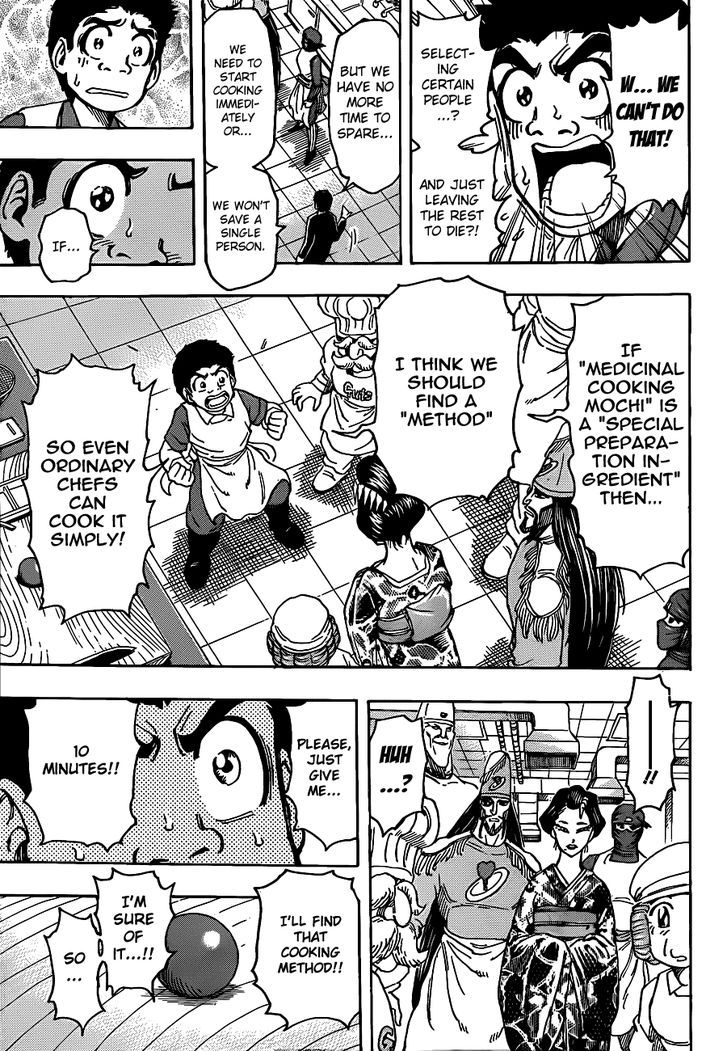 W... WE
CAN'T DO
THAT!
SELECT-
ING
CERTAIN
PEOPLE
...?
AND JUST
LEAVING
THE REST
TO DIE?!
BUT WE
HAVE NO
MORE TIME
TO
SPARE...
WE
NEED TO
START
COOKING
IMMEDI-
ATELY
OR...
WE WON'T
SAVE A
SINGLE
PERSON.
IF...
IF
"MEDICINAL
COOKING
MOCHI" IS
A "SPECIAL
PREPARA-
TION IN-
GREDIENT"
THEN...
I THINK WE
SHOULD
FIND A
"METHOD"
SO EVEN
ORDINARY
CHEFS
CAN
COOK IT
SIMPLY!
!!
HUH
...?
PLEASE,
JUST
GIVE
ME...
10
MINUTES!!
I'LL FIND
THAT
COOKING
METHOD!!
I'M
SURE
OF
IT...!!
SO
...